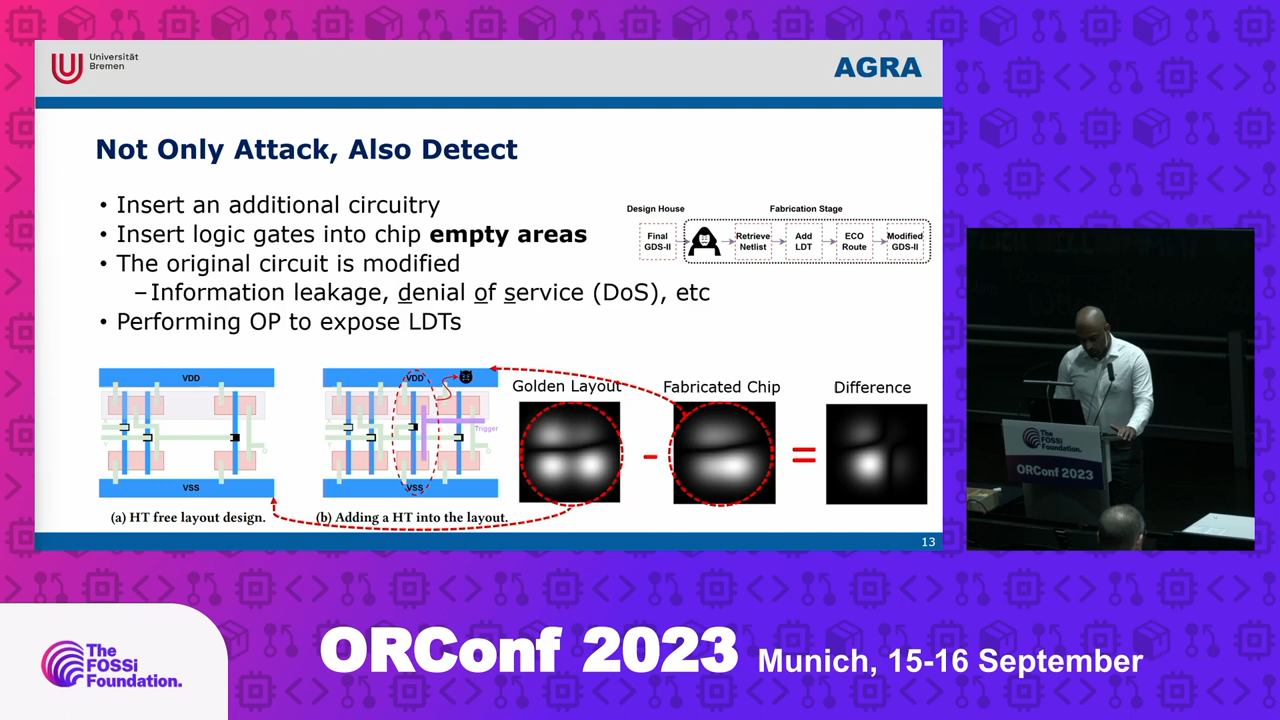 Universität
Bremen
AGRA
Not Only Attack, Also Detect
• Insert an additional circuitry
• Insert logic gates into chip empty areas
• The original circuit is modified
–Information leakage, denial of service (DoS), etc
• Performing OP to expose LDTs
Design House
Fabrication Stage
Final
GDS-II
Retrieve
Netlist
Add
LDT
ECO
Route
Modified
GDS-II
VDD
VSS
(a) HT free layout design.
VDD
Trigger
VSS
(b) Adding a HT into the layout.
Golden Layout
Fabricated Chip
Difference
-
=
13
The
FOSSi
Foundation.
ORConf 2023
The
FOSSi
Foundation.
ORConf 2023
Munich, 15-16 September